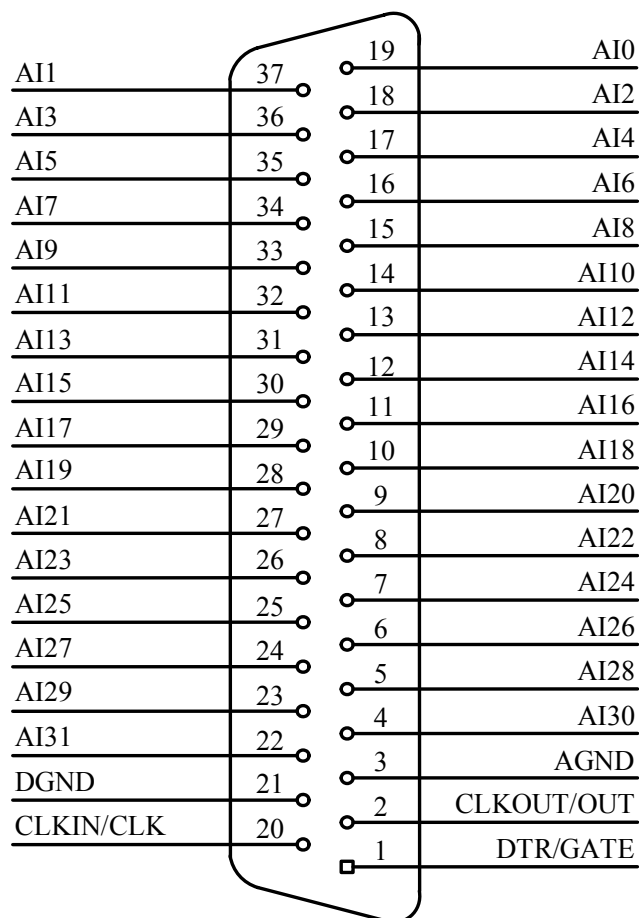 19 AI0
AI1 37
18 AI2
AI3 36
17 AI4
AI5 35
16 AI6
AI7 34
15 AI8
AI9 33
14 AI10
AI11 32
13 AI12
AI13 31
12 AI14
AI15 30
11 AI16
AI17 29
10 AI18
AI19 28
9 AI20
AI21 27
8 AI22
AI23 26
7 AI24
AI25 25
6 AI26
AI27 24
5 AI28
AI29 23
4 AI30
AI31 22
3 AGND
DGND 21
2 CLKOUT/OUT
CLKIN/CLK 20
1 DTR/GATE